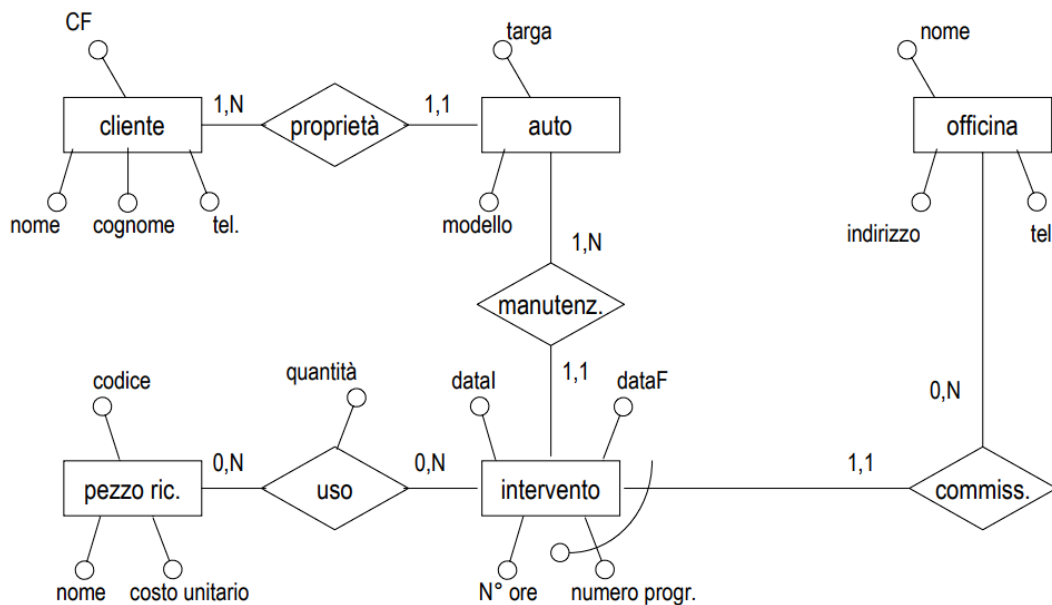 CF
targa
nome
cliente
1,N
proprietà
1,1
auto
officina
nome
cognome
tel.
modello
indirizzo
tel
1,N
manutenz.
codice
quantità
dataI
1,1
dataF
0,N
pezzo ric.
0,N
uso
0,N
intervento
1,1
commiss.
nome
costo unitario
N° ore
numero progr.